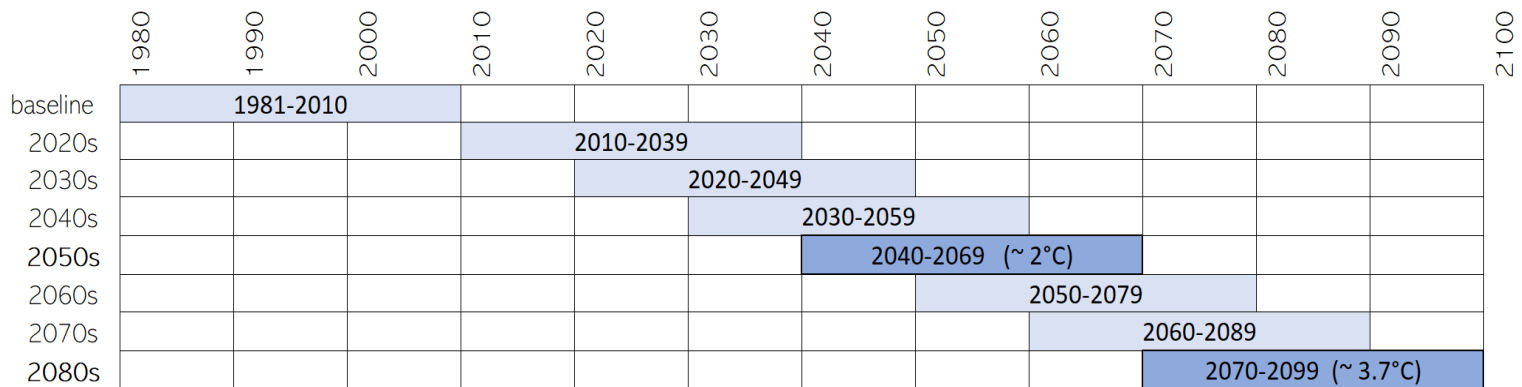 1980 1990 2000 2010 2020 2030 2040 2050 2060 2070 2080 2090 2100
baseline 1981-2010
2020s 2010-2039
2030s 2020-2049
2040s 2030-2059
2050s 2040-2069 (~ 2°C)
2060s 2050-2079
2070s 2060-2089
2080s 2070-2099 (~ 3.7°C)